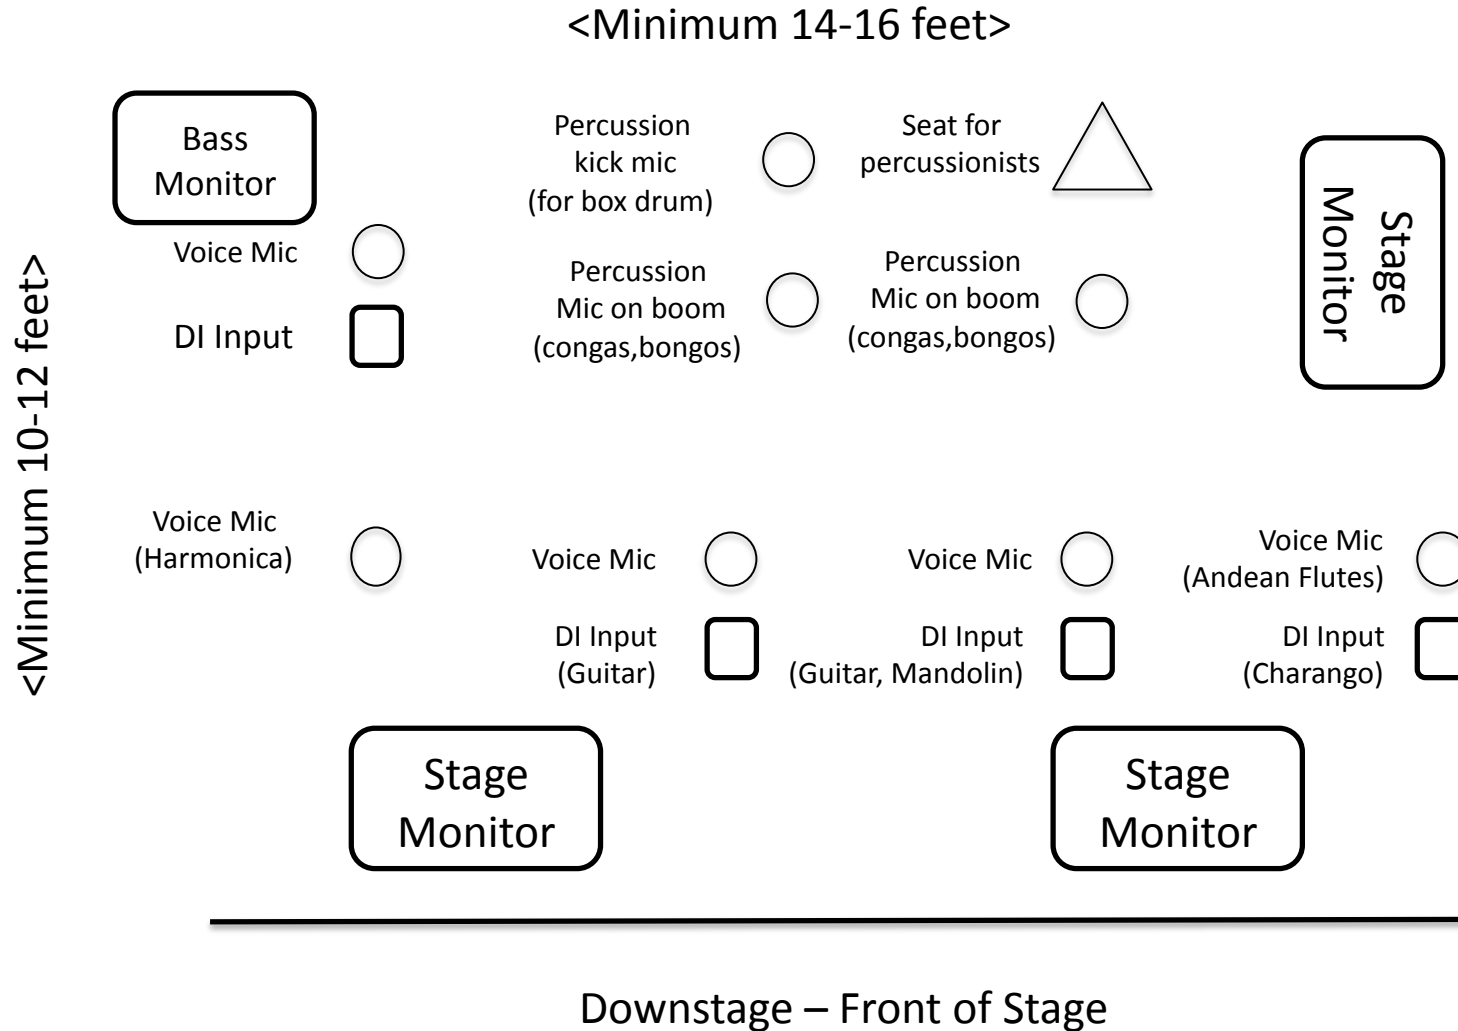 <Minimum 14-16 feet>
Bass
Monitor
Percussion
kick mic
(for box drum)
Seat for
percussionists
Stage
Monitor
Voice Mic
DI Input
Percussion
Mic on boom
(congas,bongos)
Percussion
Mic on boom
(congas,bongos)
<Minimum 10-12 feet>
Voice Mic
(Harmonica)
Voice Mic
Voice Mic
Voice Mic
(Andean Flutes)
DI Input
(Guitar)
DI Input
(Guitar, Mandolin)
DI Input
(Charango)
Stage
Monitor
Stage
Monitor
Downstage – Front of Stage